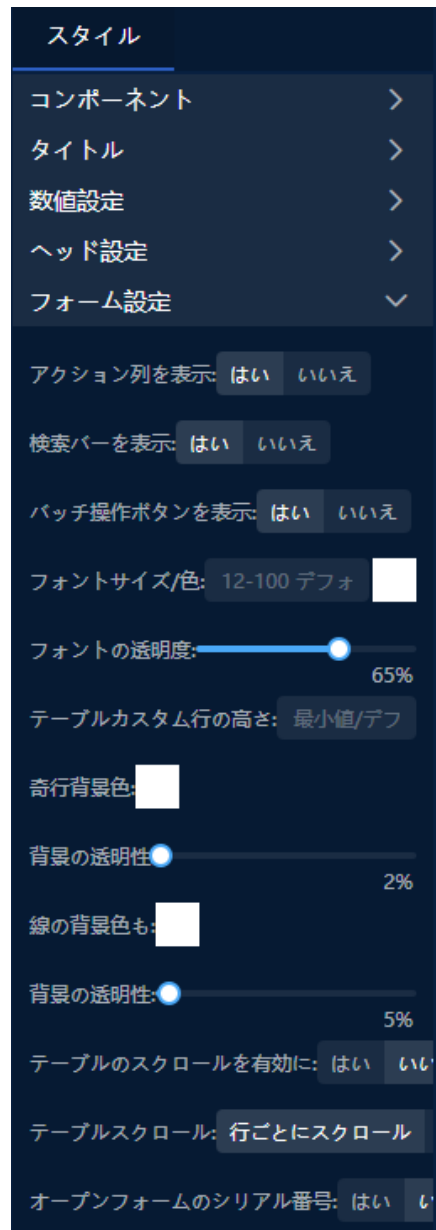 スタイル
コンポーネント
タイトル
数値設定
ヘッド設定
フォーム設定
アクション列を表示: はい いいえ
検索バーを表示: はい いいえ
バッチ操作ボタンを表示: はい いいえ
フォントサイズ/色: 12-100 デフォ
フォントの透明度:
65%
テーブルカスタム行の高さ: 最小値/デフ
奇行背景色:
背景の透明性
2%
線の背景色も:
背景の透明性:
5%
テーブルのスクロールを有効に: はい いい
テーブルスクロール: 行ごとにスクロール
オープンフォームのシリアル番号: はい い